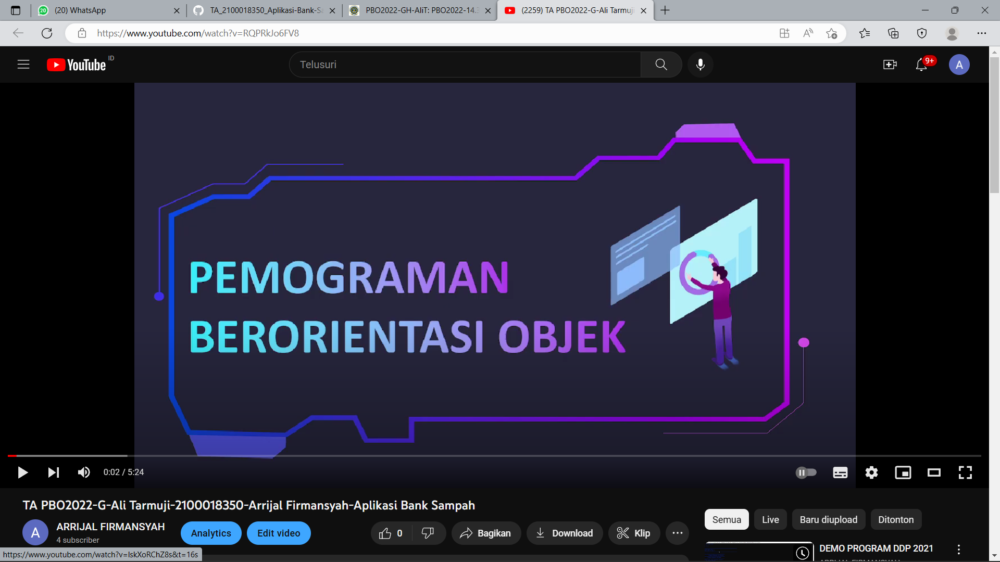 (20) WhatsApp
TA_2100018350_Aplikasi-Bank-Sa
PBO2022-GH-AliT: PBO2022-14.
(2259) TA PBO2022-G-Ali Tarmuji
https://www.youtube.com/watch?v=RQPRkJo6FV8
YouTube ID
Telusuri
9+
A
PEMOGRAMAN
BERORIENTASI OBJEK
0:02 / 5:24
TA PBO2022-G-Ali Tarmuji-2100018350-Arrijal Firmansyah-Aplikasi Bank Sampah
A
ARRIJAL FIRMANSYAH
4 subscriber
Analytics
Edit video
0
Bagikan
Download
Klip
Semua
Live
Baru diupload
Ditonton
DEMO PROGRAM DDP 2021
https://www.youtube.com/watch?v=IskXoRChZ8s&t=16s